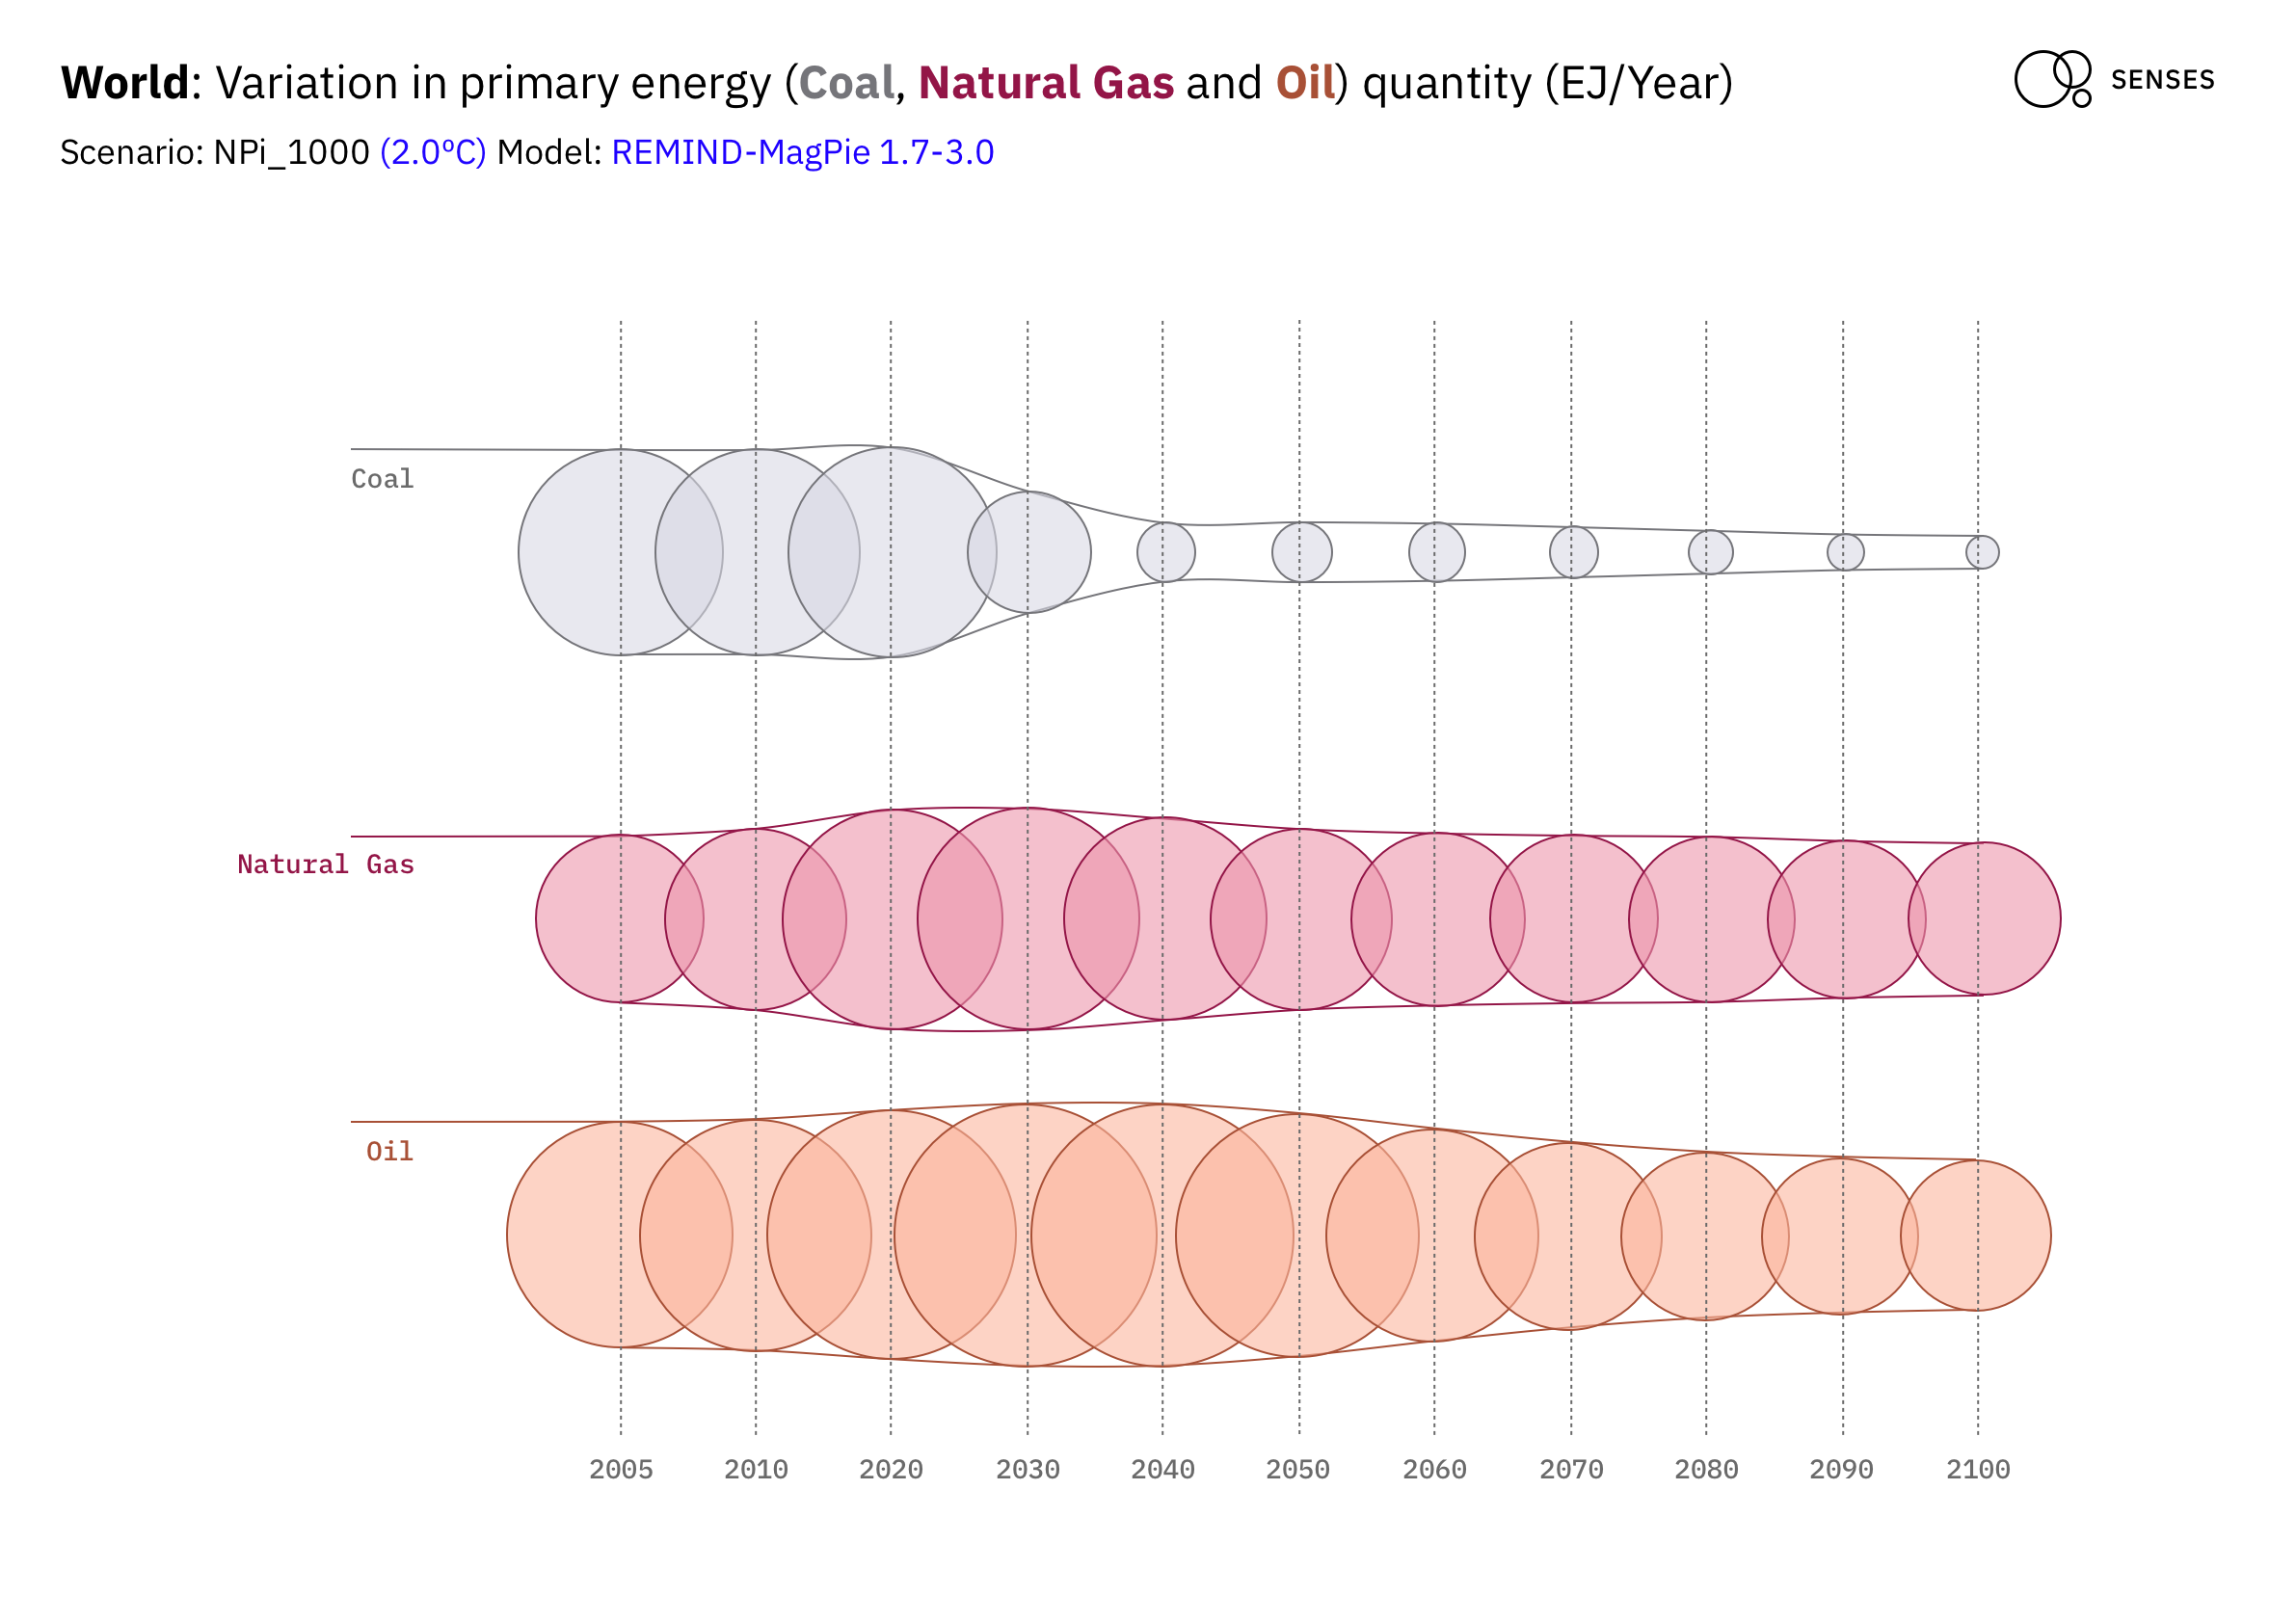 World: Variation in primary energy (Coal, Natural Gas and Oil) quantity (EJ/Year)
SENSES
Scenario: NPi_1000 (2.0ºC) Model: REMIND-MagPie 1.7-3.0
Coal
Natural Gas
Oil
2005 2010 2020 2030 2040 2050 2060 2070 2080 2090 2100